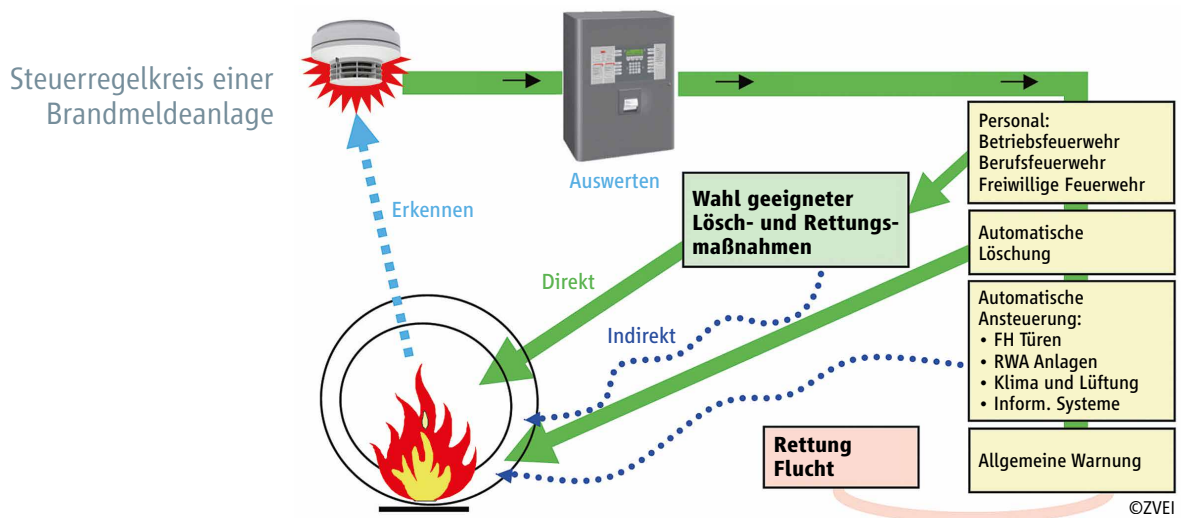 Steuerregelkreis einer
Brandmeldeanlage
Auswerten
Erkennen
Personal:
Betriebsfeuerwehr
Berufsfeuerwehr
Freiwillige Feuerwehr
Wahl geeigneter
Lösch- und Rettungs-
maßnahmen
Automatische
Löschung
Direkt
Indirekt
Automatische
Ansteuerung:
• FH Türen
• RWA Anlagen
• Klima und Lüftung
• Inform. Systeme
Rettung
Flucht
Allgemeine Warnung
©ZVEI